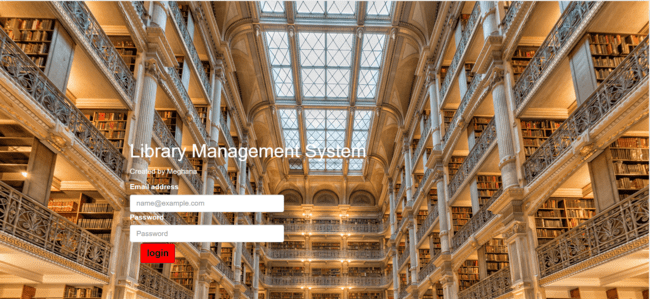 Library Management System
Created by Meghana
Email address
name@example.com
Password
Password
login